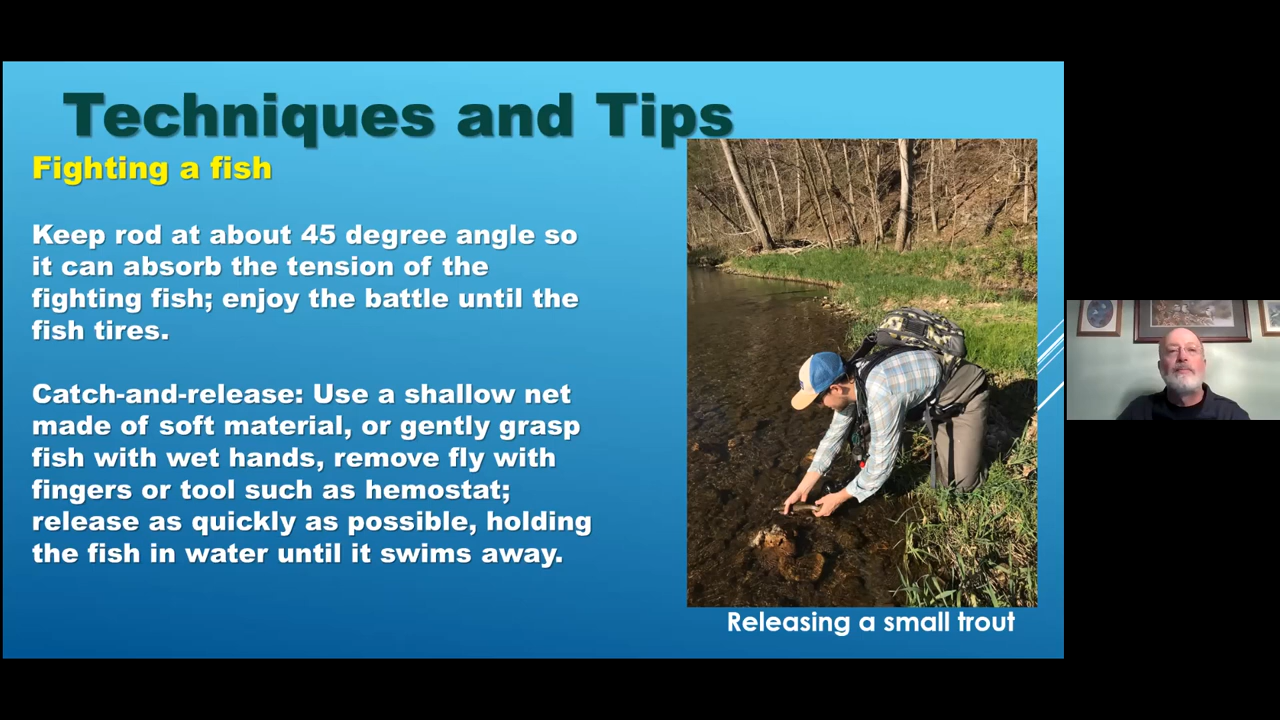 Techniques and Tips
Fighting a fish
Keep rod at about 45 degree angle so
it can absorb the tension of the
fighting fish; enjoy the battle until the
fish tires.
Catch-and-release: Use a shallow net
made of soft material, or gently grasp
fish with wet hands, remove fly with
fingers or tool such as hemostat;
release as quickly as possible, holding
the fish in water until it swims away.
Releasing a small trout